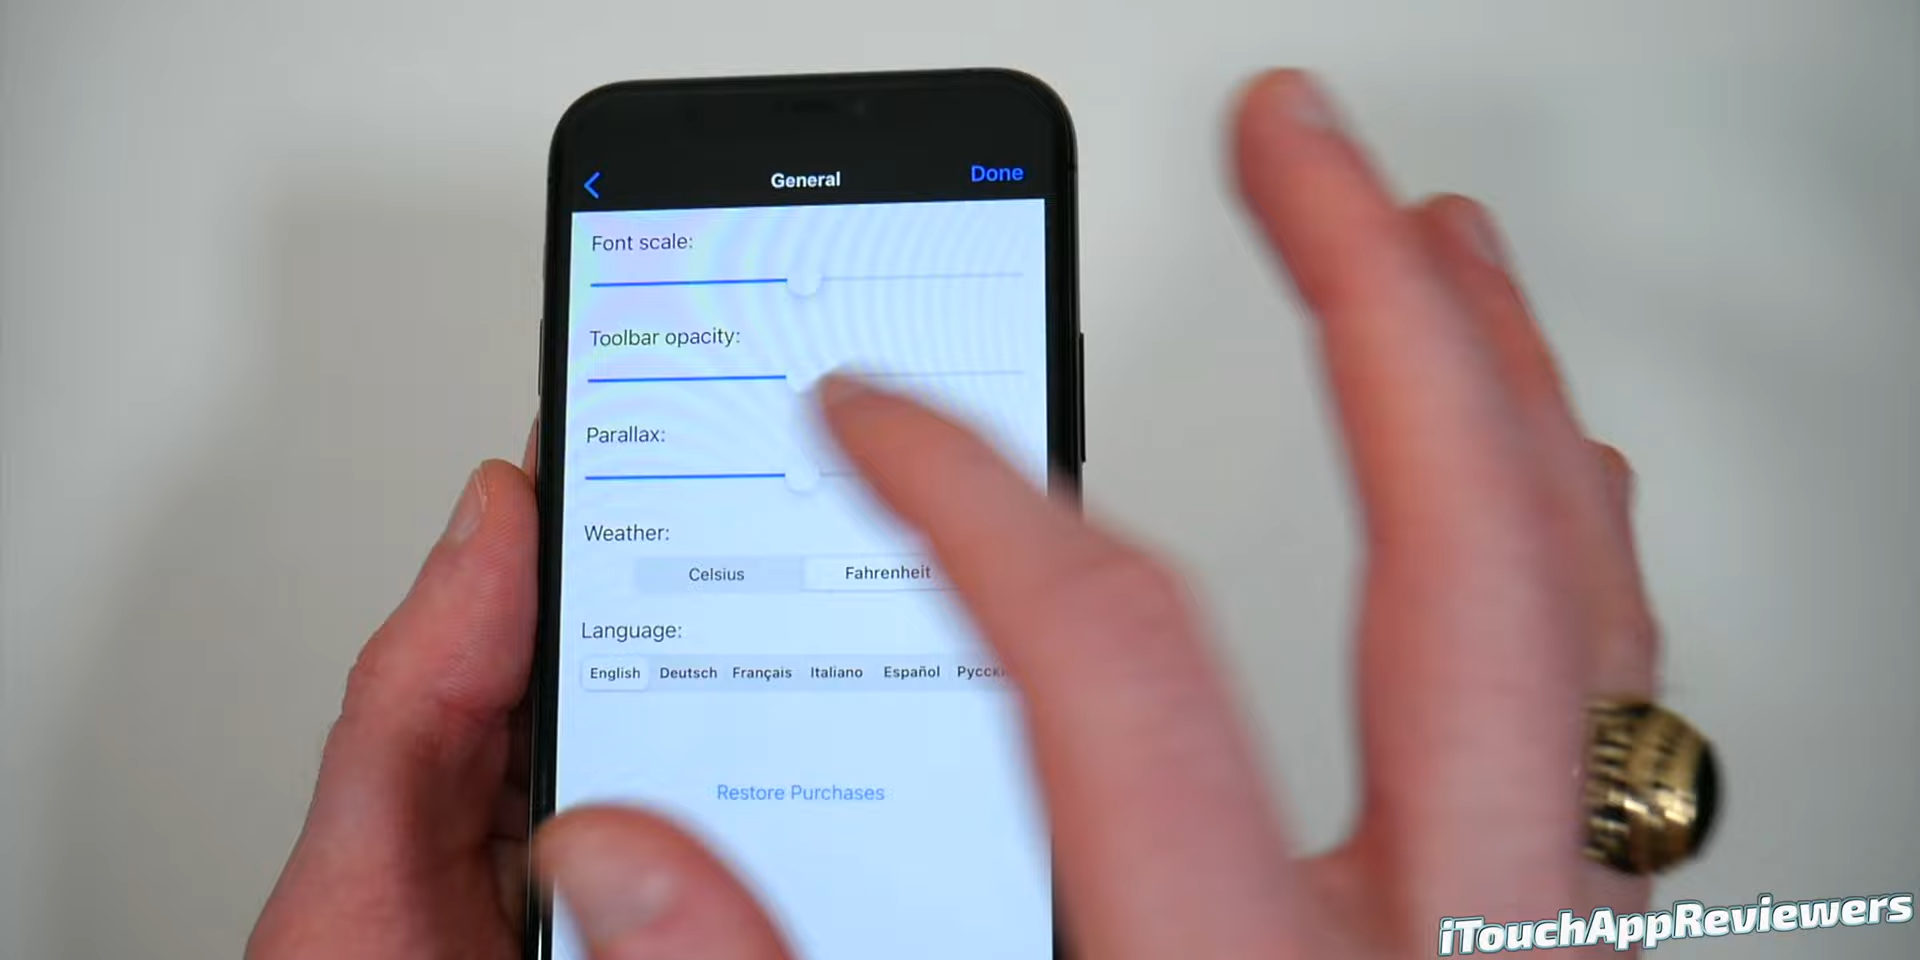 General
Done
Font scale:
Toolbar opacity:
Parallax:
Weather:
Celsius
Fahrenheit
Language:
English Deutsch Français Italiano Español
Restore Purchases
iTouchAppReviewers